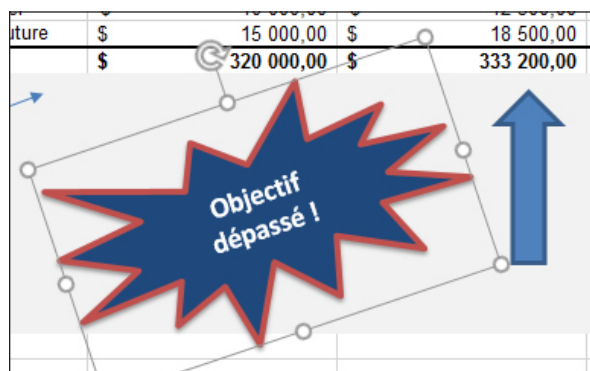 uture $ 15 000,00 $ 18 500,00
$ 320 000,00 $ 333 200,00
Objectif
dépassé !